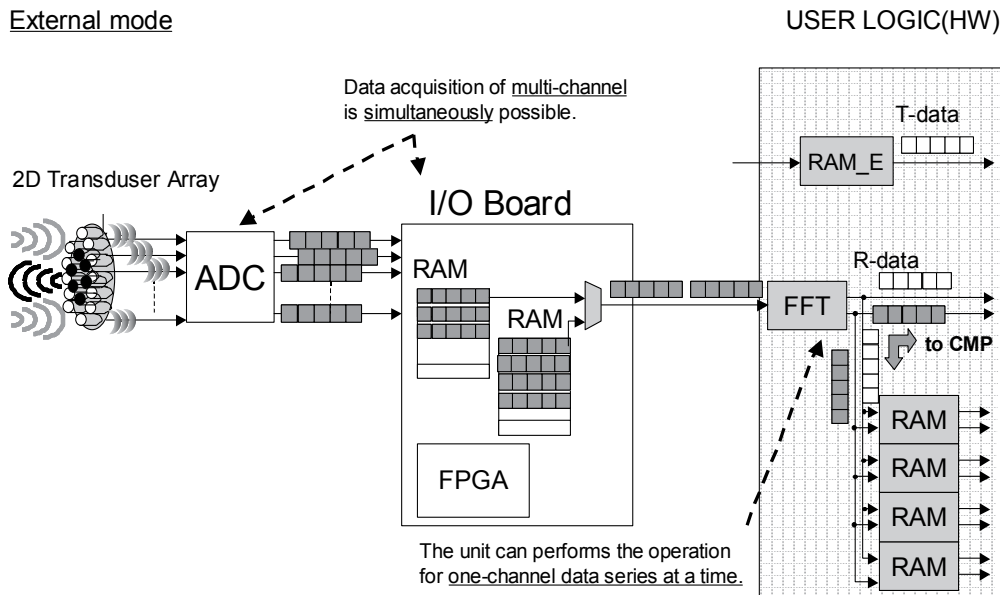 External mode
USER LOGIC(HW)
Data acquisition of multi-channel
is simultaneously possible.
T-data
RAM_E
2D Transduser Array
I/O Board
ADC
RAM
RAM
R-data
FFT
to CMP
RAM
RAM
RAM
RAM
FPGA
The unit can performs the operation
for one-channel data series at a time.